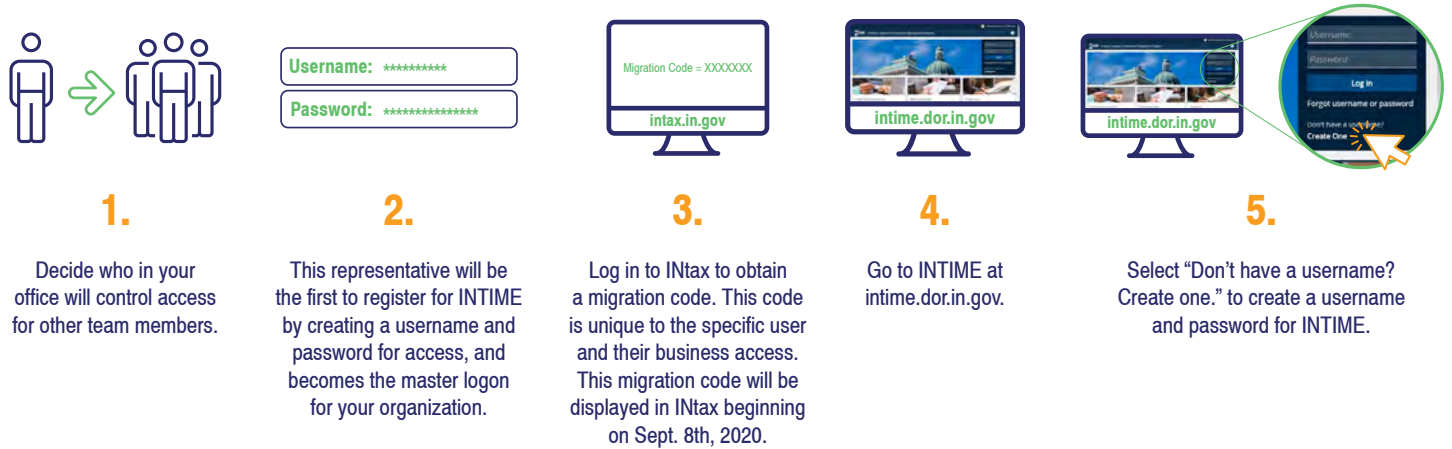 Username: **********
Password: ***************
Migration Code = XXXXXXX
intax.in.gov
intime.dor.in.gov
intime.dor.in.gov
Username
Password
Log in
Forgot username or password
Don't have a username?
Create One
1.
Decide who in your
office will control access
for other team members.
2.
This representative will be
the first to register for INTIME
by creating a username and
password for access, and
becomes the master logon
for your organization.
3.
Log in to INtax to obtain
a migration code. This code
is unique to the specific user
and their business access.
This migration code will be
displayed in INtax beginning
on Sept. 8th, 2020.
4.
Go to INTIME at
intime.dor.in.gov.
5.
Select “Don’t have a username?
Create one.” to create a username
and password for INTIME.